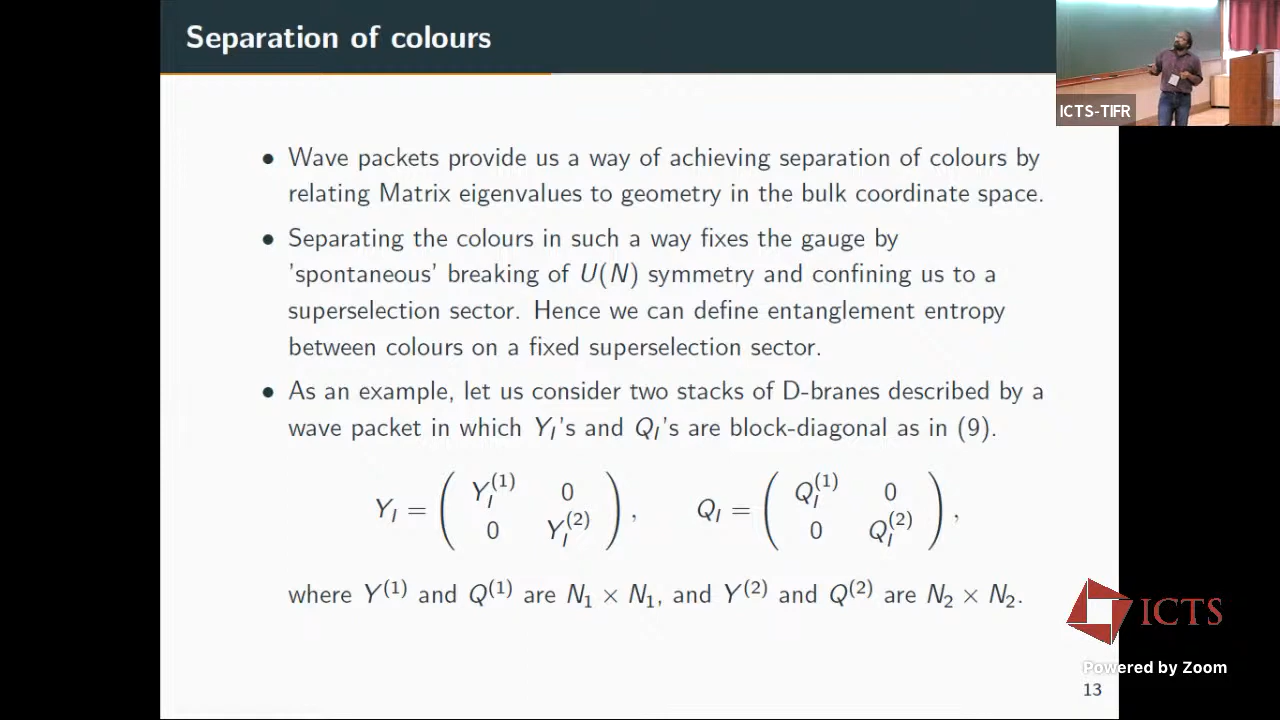 Separation of colours
ICTS-TIFR
• Wave packets provide us a way of achieving separation of colours by
relating Matrix eigenvalues to geometry in the bulk coordinate space.
• Separating the colours in such a way fixes the gauge by
'spontaneous' breaking of U(N) symmetry and confining us to a
superselection sector. Hence we can define entanglement entropy
between colours on a fixed superselection sector.
• As an example, let us consider two stacks of D-branes described by a
wave packet in which Y_I's and Q_I's are block-diagonal as in (9).
Y_I = ( Y_I^(1) 0 ; 0 Y_I^(2) ), Q_I = ( Q_I^(1) 0 ; 0 Q_I^(2) ),
where Y^(1) and Q^(1) are N_1 × N_1, and Y^(2) and Q^(2) are N_2 × N_2.
ICTS
Powered by Zoom
13